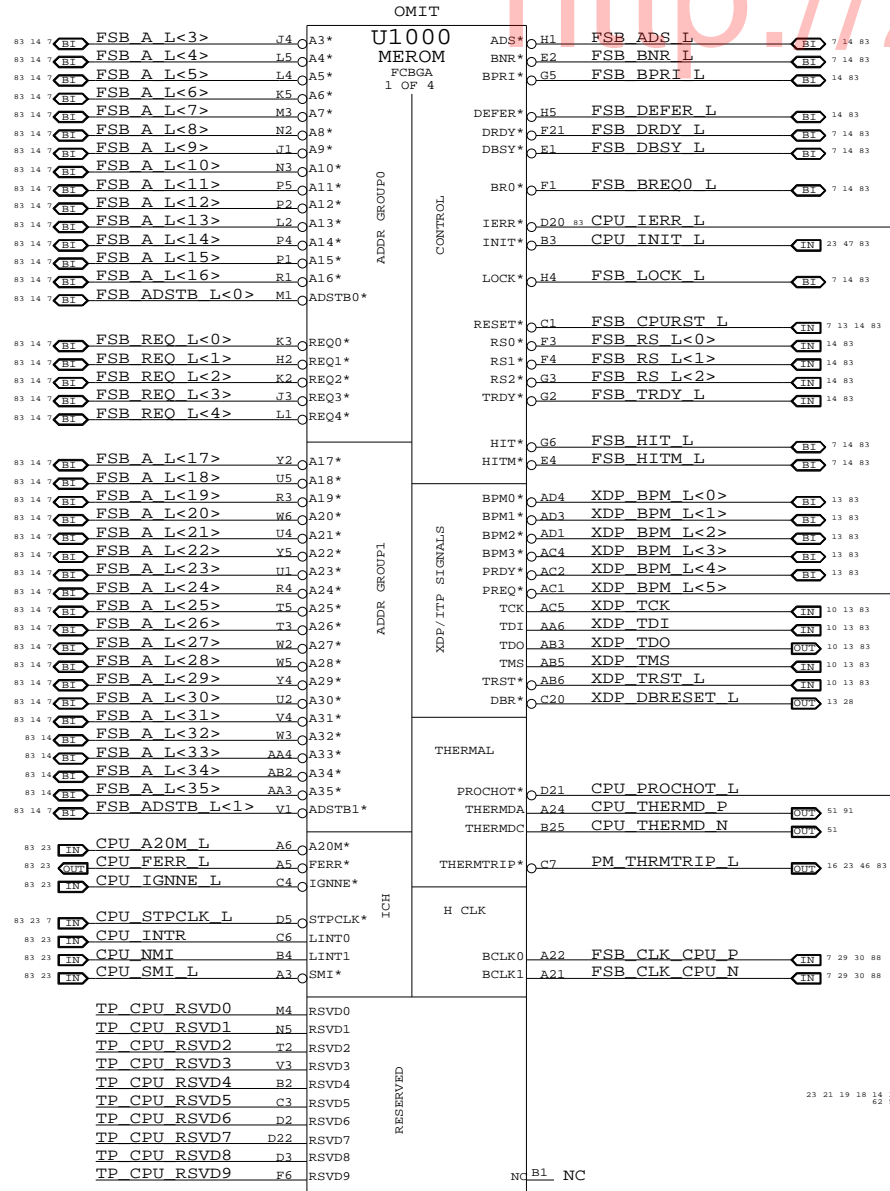 OMIT
http://
U1000
MEROM
FCBGA
1 OF 4
83 14 7 BI FSB_A_L<3> J4 A3*
83 14 7 BI FSB_A_L<4> L5 A4*
83 14 7 BI FSB_A_L<5> L4 A5*
83 14 7 BI FSB_A_L<6> K5 A6*
83 14 7 BI FSB_A_L<7> M3 A7*
83 14 7 BI FSB_A_L<8> N2 A8*
83 14 7 BI FSB_A_L<9> J1 A9*
83 14 7 BI FSB_A_L<10> N3 A10*
83 14 7 BI FSB_A_L<11> P5 A11*
83 14 7 BI FSB_A_L<12> P2 A12*
83 14 7 BI FSB_A_L<13> L2 A13*
83 14 7 BI FSB_A_L<14> P4 A14*
83 14 7 BI FSB_A_L<15> P1 A15*
83 14 7 BI FSB_A_L<16> R1 A16*
83 14 7 BI FSB_ADSTB_L<0> M1 ADSTB0*
83 14 7 BI FSB_REQ_L<0> K3 REQ0*
83 14 7 BI FSB_REQ_L<1> H2 REQ1*
83 14 7 BI FSB_REQ_L<2> K2 REQ2*
83 14 7 BI FSB_REQ_L<3> J3 REQ3*
83 14 7 BI FSB_REQ_L<4> L1 REQ4*
ADDR GROUP0
83 14 7 BI FSB_A_L<17> Y2 A17*
83 14 7 BI FSB_A_L<18> U5 A18*
83 14 7 BI FSB_A_L<19> R3 A19*
83 14 7 BI FSB_A_L<20> W6 A20*
83 14 7 BI FSB_A_L<21> U4 A21*
83 14 7 BI FSB_A_L<22> Y5 A22*
83 14 7 BI FSB_A_L<23> U1 A23*
83 14 7 BI FSB_A_L<24> R4 A24*
83 14 7 BI FSB_A_L<25> T5 A25*
83 14 7 BI FSB_A_L<26> T3 A26*
83 14 7 BI FSB_A_L<27> W2 A27*
83 14 7 BI FSB_A_L<28> W5 A28*
83 14 7 BI FSB_A_L<29> Y4 A29*
83 14 7 BI FSB_A_L<30> U2 A30*
83 14 7 BI FSB_A_L<31> V4 A31*
83 14 BI FSB_A_L<32> W3 A32*
83 14 BI FSB_A_L<33> AA4 A33*
83 14 BI FSB_A_L<34> AB2 A34*
83 14 BI FSB_A_L<35> AA3 A35*
83 14 7 BI FSB_ADSTB_L<1> V1 ADSTB1*
ADDR GROUP1
83 23 IN CPU_A20M_L A6 A20M*
83 23 OUT CPU_FERR_L A5 FERR*
83 23 IN CPU_IGNNE_L C4 IGNNE*
83 23 7 IN CPU_STPCLK_L D5 STPCLK*
83 23 IN CPU_INTR C6 LINT0
83 23 IN CPU_NMI B4 LINT1
83 23 IN CPU_SMI_L A3 SMI*
ICH
TP_CPU_RSVD0 M4 RSVD0
TP_CPU_RSVD1 N5 RSVD1
TP_CPU_RSVD2 T2 RSVD2
TP_CPU_RSVD3 V3 RSVD3
TP_CPU_RSVD4 B2 RSVD4
TP_CPU_RSVD5 C3 RSVD5
TP_CPU_RSVD6 D2 RSVD6
TP_CPU_RSVD7 D22 RSVD7
TP_CPU_RSVD8 D3 RSVD8
TP_CPU_RSVD9 F6 RSVD9
RESERVED
ADS* H1 FSB_ADS_L BI 7 14 83
BNR* E2 FSB_BNR_L BI 7 14 83
BPRI* G5 FSB_BPRI_L BI 14 83
DEFER* H5 FSB_DEFER_L BI 14 83
DRDY* F21 FSB_DRDY_L BI 7 14 83
DBSY* E1 FSB_DBSY_L BI 7 14 83
BR0* F1 FSB_BREQ0_L BI 7 14 83
IERR* D20 83 CPU_IERR_L
INIT* B3 CPU_INIT_L IN 23 47 83
LOCK* H4 FSB_LOCK_L BI 7 14 83
RESET* C1 FSB_CPURST_L IN 7 13 14 83
RS0* F3 FSB_RS_L<0> IN 14 83
RS1* F4 FSB_RS_L<1> IN 14 83
RS2* G3 FSB_RS_L<2> IN 14 83
TRDY* G2 FSB_TRDY_L IN 14 83
HIT* G6 FSB_HIT_L BI 7 14 83
HITM* E4 FSB_HITM_L BI 7 14 83
CONTROL
BPM0* AD4 XDP_BPM_L<0> BI 13 83
BPM1* AD3 XDP_BPM_L<1> BI 13 83
BPM2* AD1 XDP_BPM_L<2> BI 13 83
BPM3* AC4 XDP_BPM_L<3> BI 13 83
PRDY* AC2 XDP_BPM_L<4> BI 13 83
PREQ* AC1 XDP_BPM_L<5>
TCK AC5 XDP_TCK IN 10 13 83
TDI AA6 XDP_TDI IN 10 13 83
TDO AB3 XDP_TDO OUT 10 13 83
TMS AB5 XDP_TMS IN 10 13 83
TRST* AB6 XDP_TRST_L IN 10 13 83
DBR* C20 XDP_DBRESET_L OUT 13 28
XDP/ITP SIGNALS
THERMAL
PROCHOT* D21 CPU_PROCHOT_L
THERMDA A24 CPU_THERMD_P OUT 51 91
THERMDC B25 CPU_THERMD_N OUT 51
THERMTRIP* C7 PM_THRMTRIP_L OUT 16 23 46 83
H CLK
BCLK0 A22 FSB_CLK_CPU_P IN 7 29 30 88
BCLK1 A21 FSB_CLK_CPU_N IN 7 29 30 88
23 21 19 18 14
62
NC B1 NC